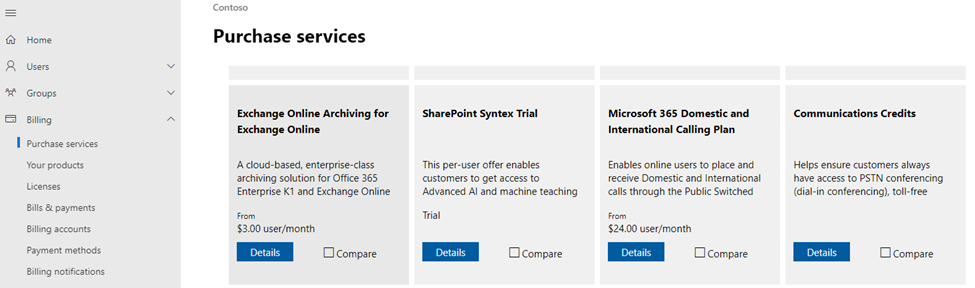 Contoso
Purchase services
Home
Users
Groups
Billing
Purchase services
Your products
Licenses
Bills & payments
Billing accounts
Payment methods
Billing notifications
Exchange Online Archiving for
Exchange Online
A cloud-based, enterprise-class
archiving solution for Office 365
Enterprise K1 and Exchange Online
From
$3.00 user/month
Details
Compare
SharePoint Syntex Trial
This per-user offer enables
customers to get access to
Advanced AI and machine teaching
Trial
Details
Compare
Microsoft 365 Domestic and
International Calling Plan
Enables online users to place and
receive Domestic and International
calls through the Public Switched
From
$24.00 user/month
Details
Compare
Communications Credits
Helps ensure customers always
have access to PSTN conferencing
(dial-in conferencing), toll-free
Details
Compare